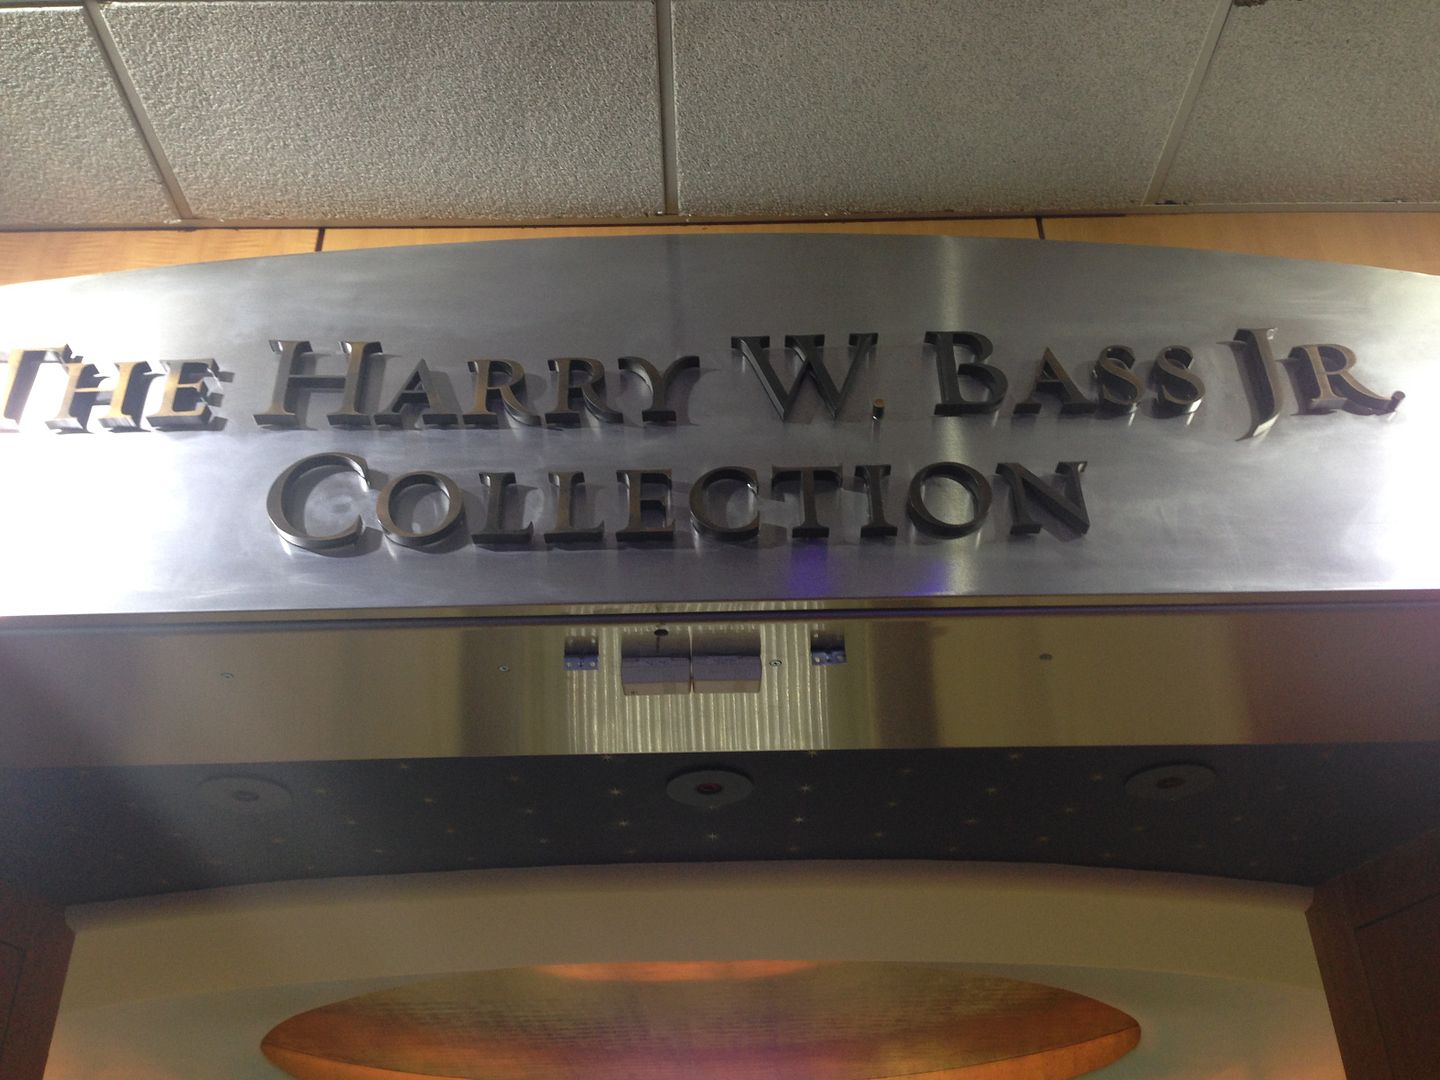 The Harry W. Bass Jr.
Collection